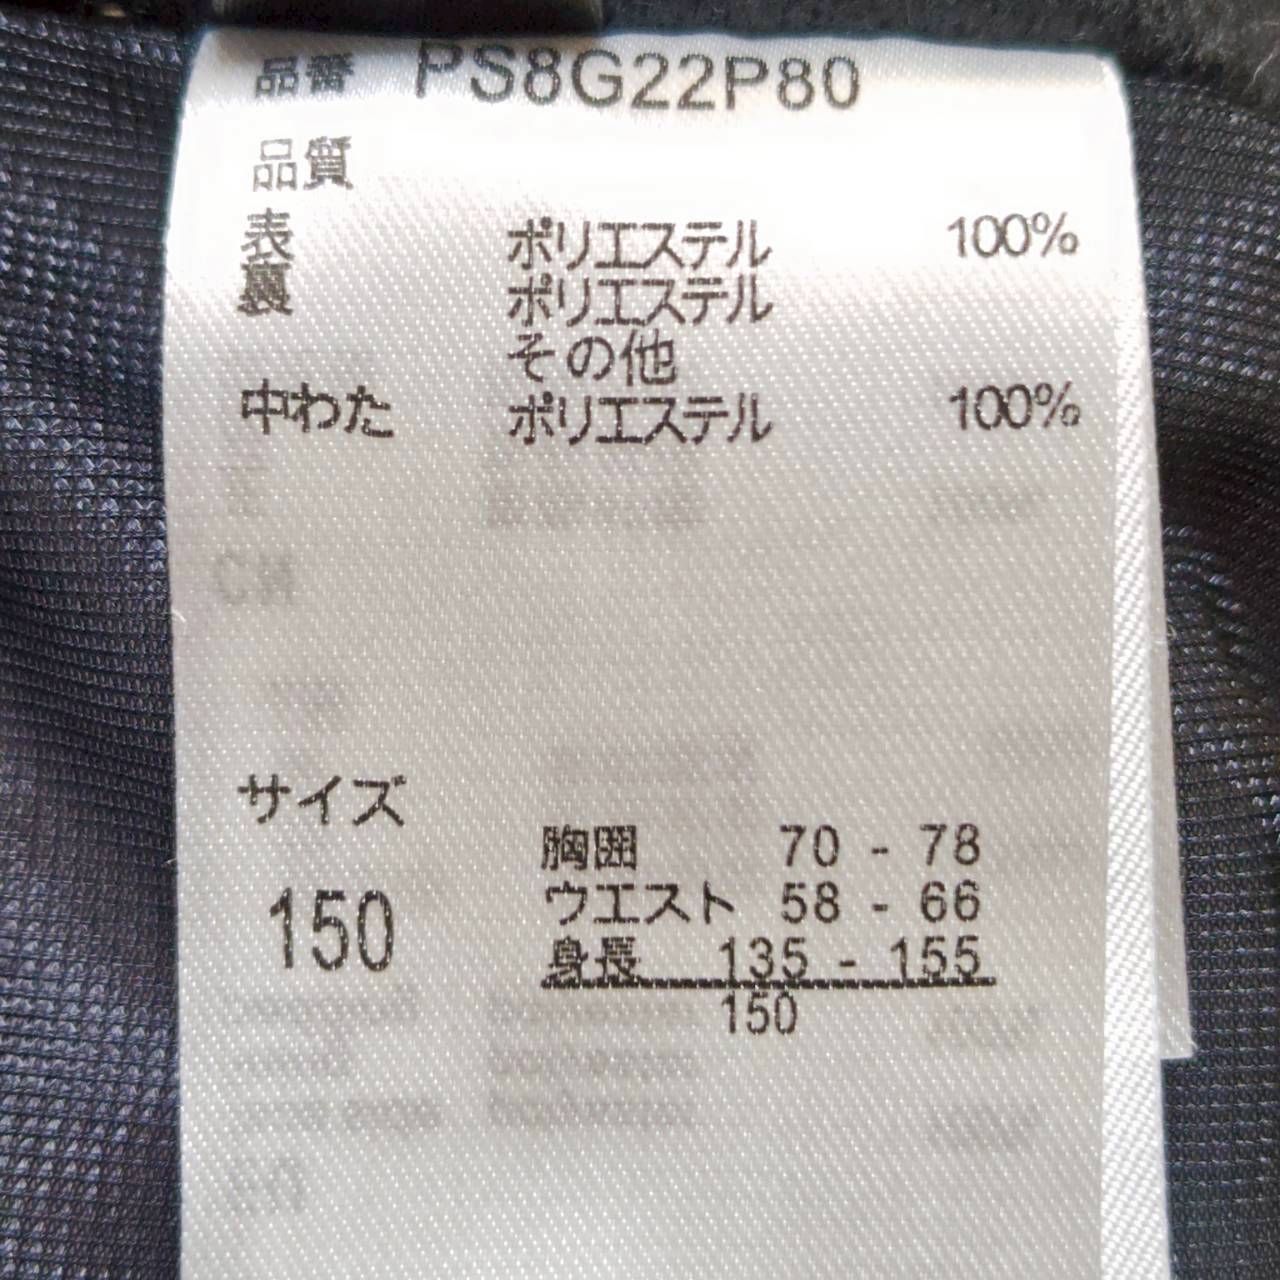 品番 PS8G22P80
品質
表 ポリエステル 100%
裏 ポリエステル
その他
中わた ポリエステル 100%
サイズ
胸囲 70 - 78
150 ウエスト 58 - 66
身長 135 - 155
150